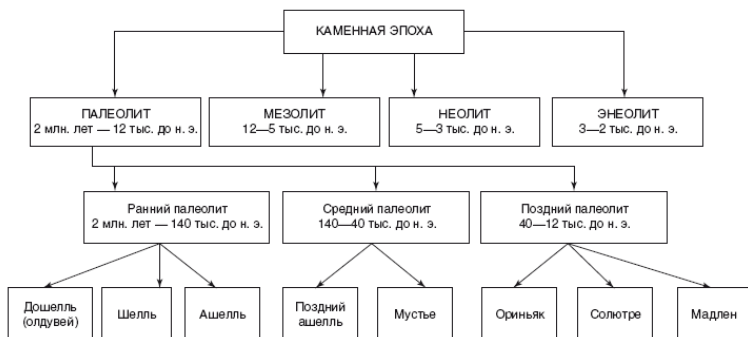 КАМЕННАЯ ЭПОХА
ПАЛЕОЛИТ
2 млн. лет — 12 тыс. до н. э.
МЕЗОЛИТ
12—5 тыс. до н. э.
НЕОЛИТ
5—3 тыс. до н. э.
ЭНЕОЛИТ
3—2 тыс. до н. э.
Ранний палеолит
2 млн. лет — 140 тыс. до н. э.
Средний палеолит
140—40 тыс. до н. э.
Поздний палеолит
40—12 тыс. до н. э.
Дошелль
(олдувей)
Шелль
Ашелль
Поздний
ашелль
Мустье
Ориньяк
Солютре
Мадлен